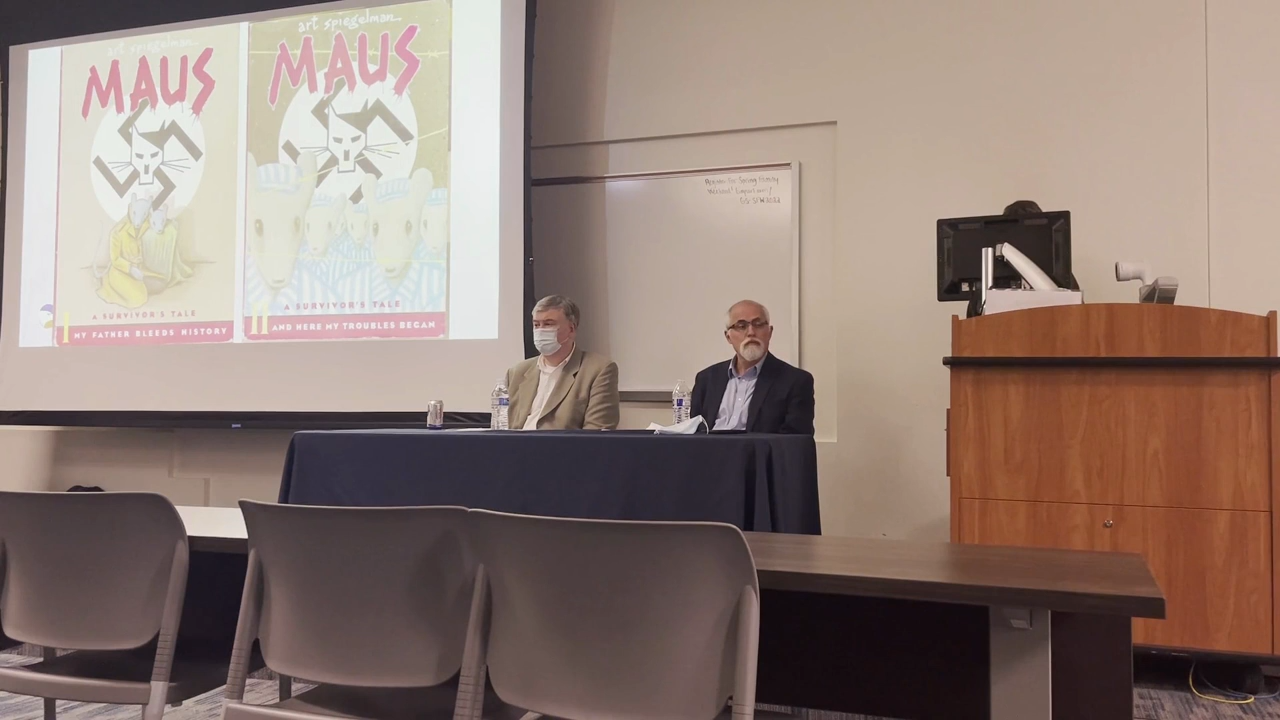 art spiegelman
MAUS
I
A SURVIVOR'S TALE
MY FATHER BLEEDS HISTORY
art spiegelman
MAUS
II
A SURVIVOR'S TALE
AND HERE MY TROUBLES BEGAN